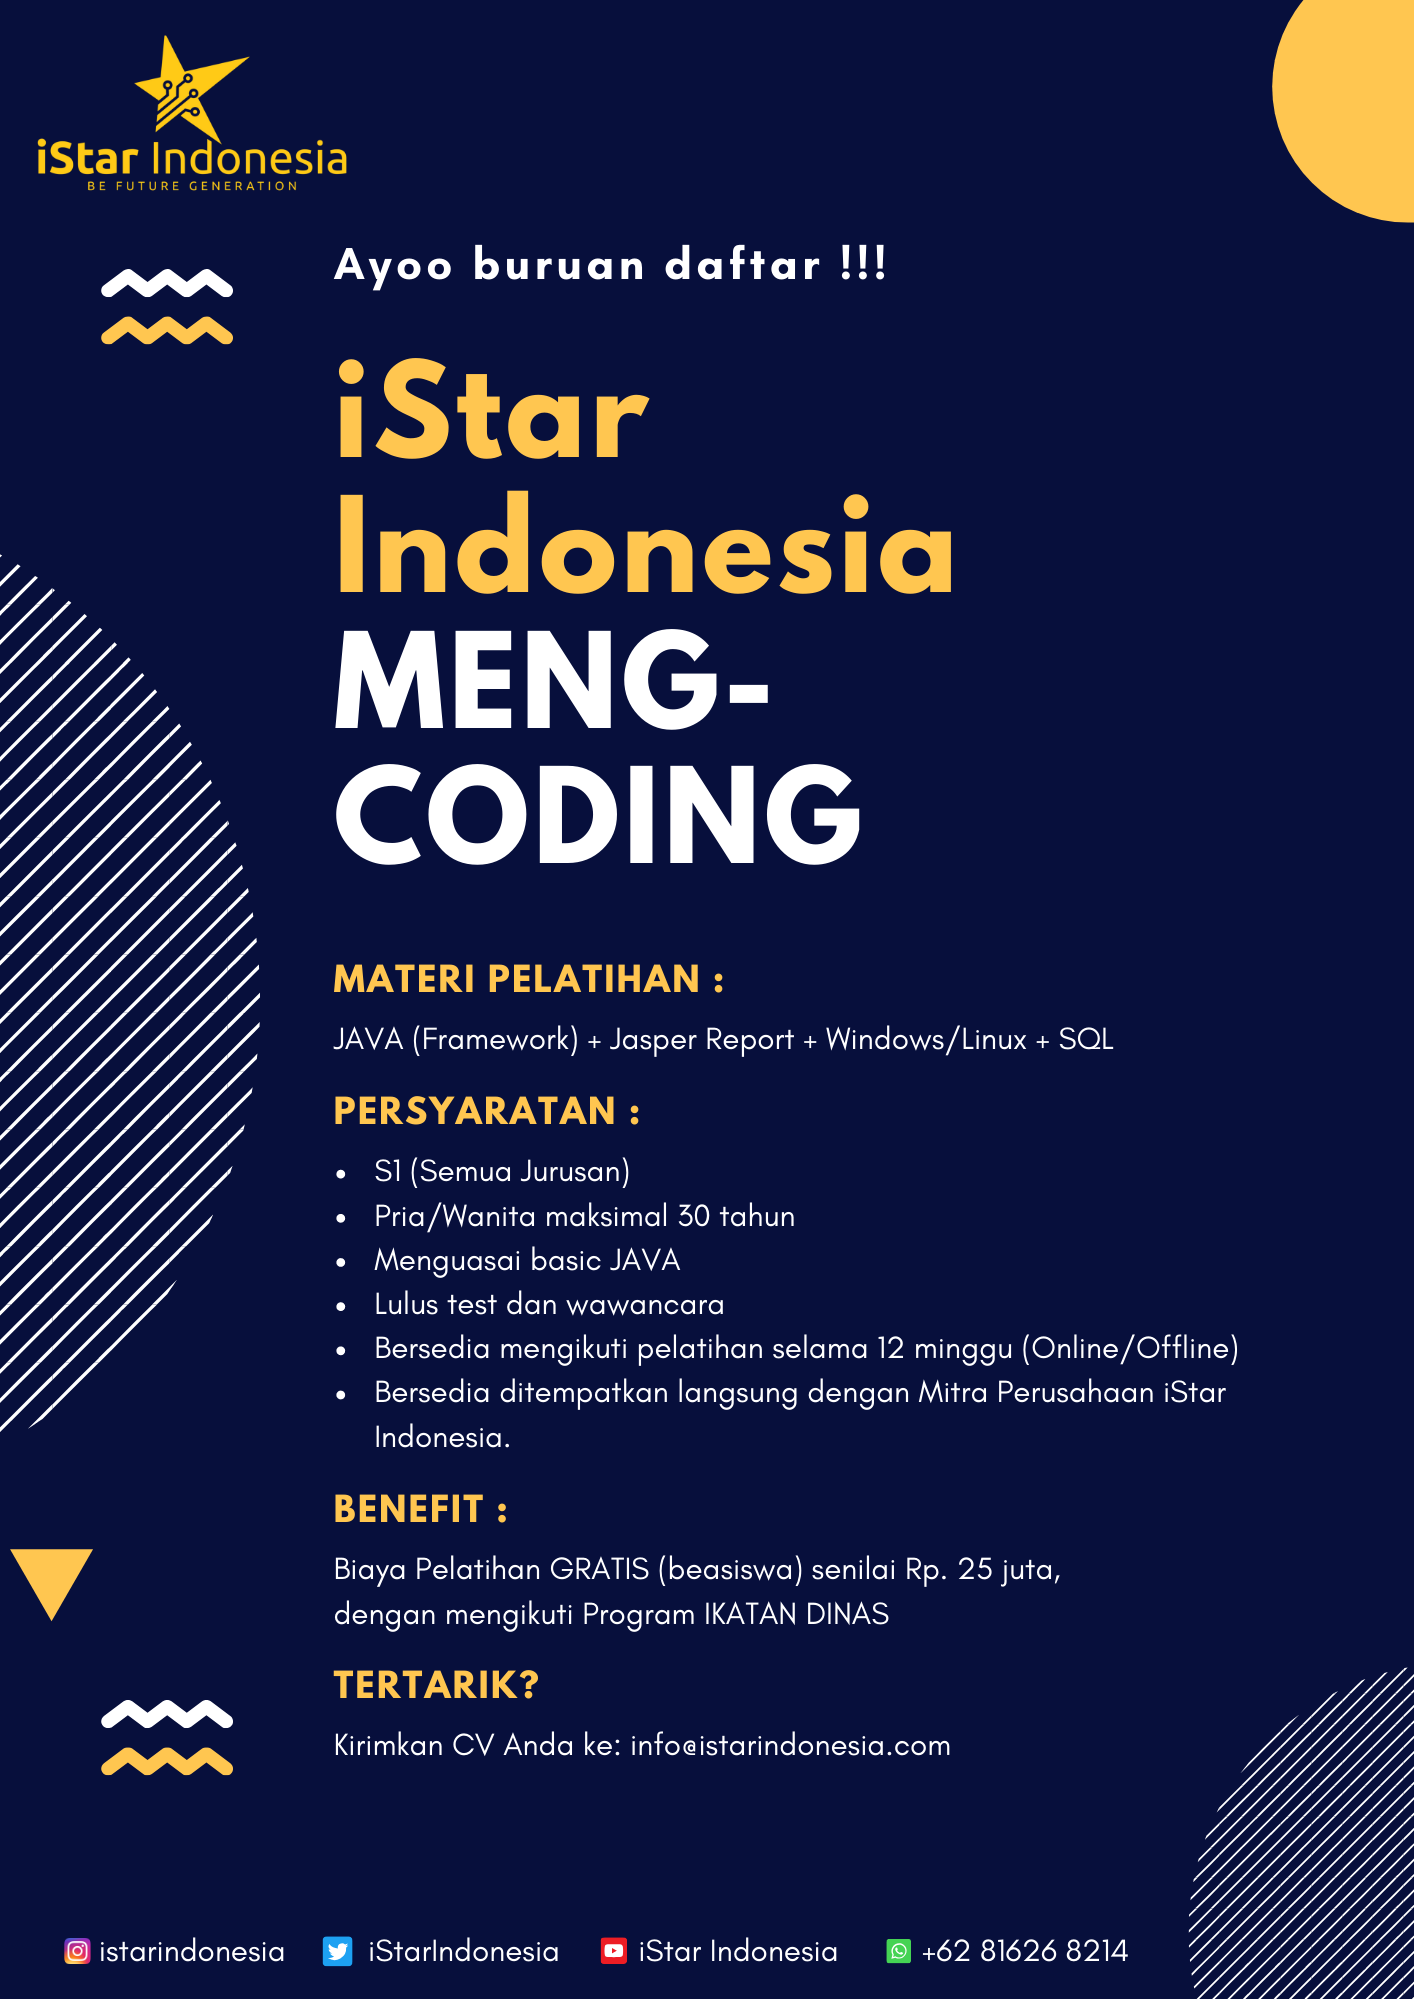 iStar Indonesia
BE FUTURE GENERATION
Ayoo buruan daftar !!!
iStar
Indonesia
MENG-
CODING
MATERI PELATIHAN :
JAVA (Framework) + Jasper Report + Windows/Linux + SQL
PERSYARATAN :
• S1 (Semua Jurusan)
• Pria/Wanita maksimal 30 tahun
• Menguasai basic JAVA
• Lulus test dan wawancara
• Bersedia mengikuti pelatihan selama 12 minggu (Online/Offline)
• Bersedia ditempatkan langsung dengan Mitra Perusahaan iStar
Indonesia.
BENEFIT :
Biaya Pelatihan GRATIS (beasiswa) senilai Rp. 25 juta,
dengan mengikuti Program IKATAN DINAS
TERTARIK?
Kirimkan CV Anda ke: info@istarindonesia.com
istarindonesia iStarIndonesia iStar Indonesia +62 81626 8214